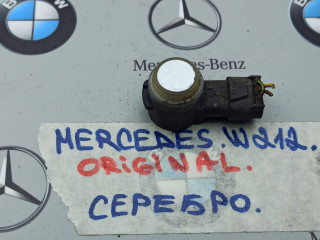 Mercedes-Benz
MERCEDES. W212.
ORIGINAL.
СЕРЕБРО.